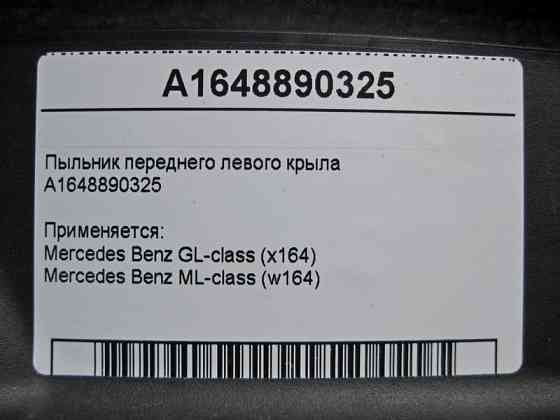 A1648890325
Пыльник переднего левого крыла
A1648890325
Применяется:
Mercedes Benz GL-class (x164)
Mercedes Benz ML-class (w164)